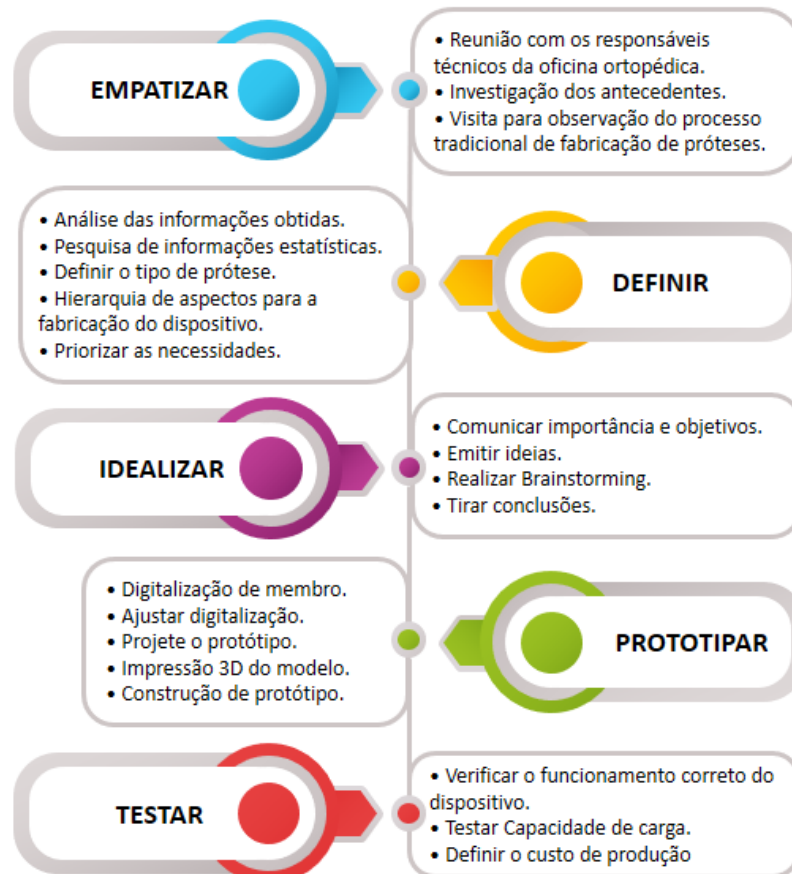 EMPATIZAR
• Reunião com os responsáveis
técnicos da oficina ortopédica.
• Investigação dos antecedentes.
• Visita para observação do processo
tradicional de fabricação de próteses.
• Análise das informações obtidas.
• Pesquisa de informações estatísticas.
• Definir o tipo de prótese.
• Hierarquia de aspectos para a
fabricação do dispositivo.
• Priorizar as necessidades.
DEFINIR
IDEALIZAR
• Comunicar importância e objetivos.
• Emitir ideias.
• Realizar Brainstorming.
• Tirar conclusões.
• Digitalização de membro.
• Ajustar digitalização.
• Projete o protótipo.
• Impressão 3D do modelo.
• Construção de protótipo.
PROTOTIPAR
TESTAR
• Verificar o funcionamento correto do
dispositivo.
• Testar Capacidade de carga.
• Definir o custo de produção